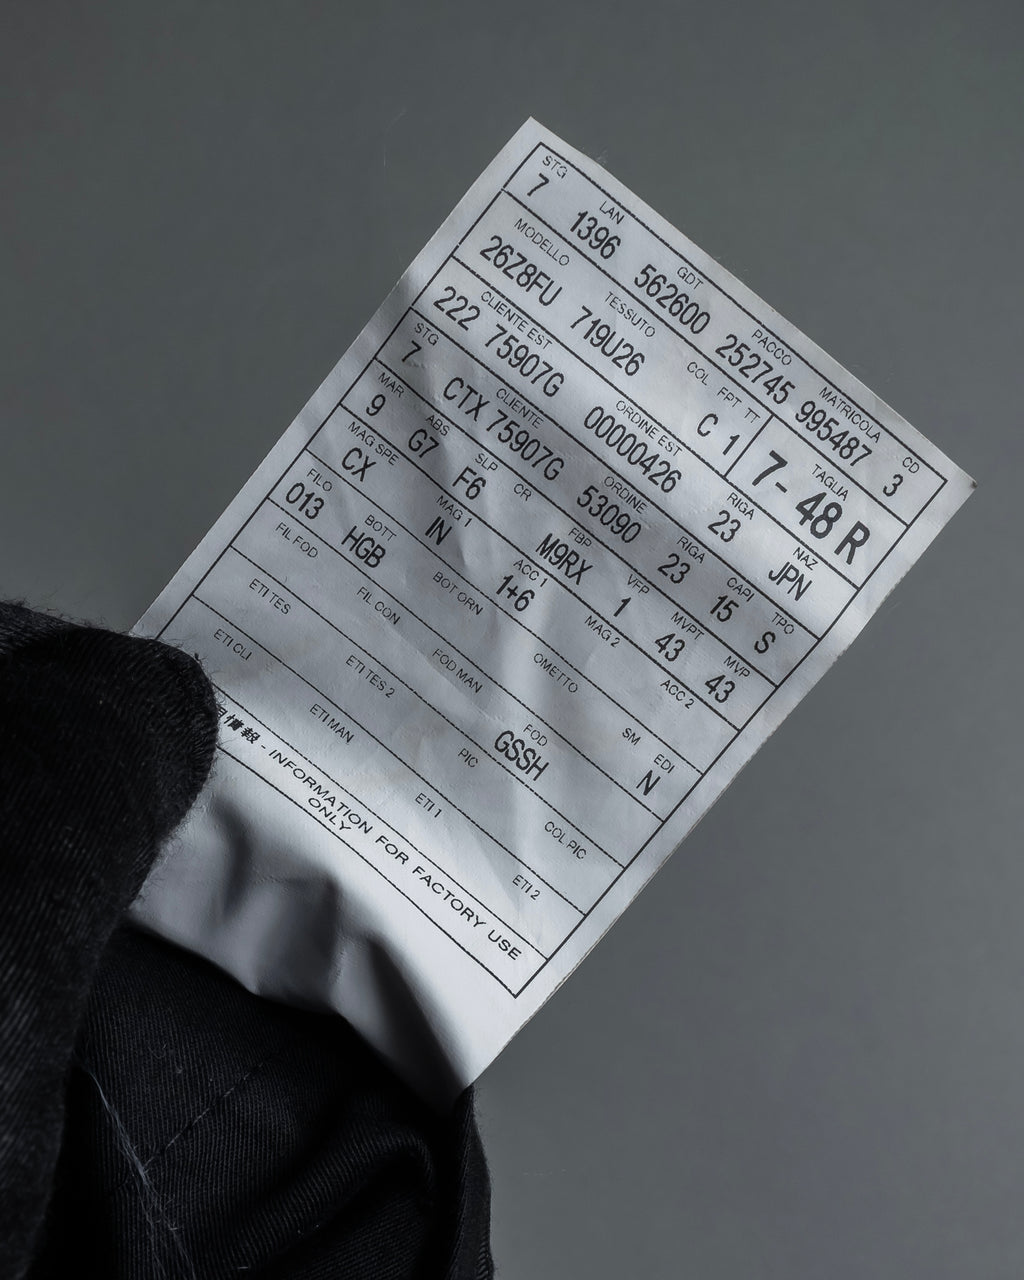 STG LAN GDT PACCO MATRICOLA CD
7 1396 562600 252745 995487 3
MODELLO TESSUTO COL FPT TT TAGLIA
26Z8FU 719U26 C 1 7- 48 R
CLIENTE EST ORDINE EST RIGA NAZ
222 75907G 00000426 23 JPN
STG CLIENTE ORDINE RIGA CAPI TPO
7 CTX 75907G 53090 23 15 S
MAR ABS SLP CR FBP VFP MVPT MVP
9 G7 F6 M9RX 1 43 43
MAG SPE MAG 1 ACC 1 MAG 2 ACC 2
CX IN 1+6
FILO BOTT BOT ORN OMETTO SM EDI
013 HGB N
FIL FOD FIL CON FOD MAN FOD COL PIC
GSSH
ETI TES ETI TES 2 PIC ETI 2
ETI CLI ETI MAN ETI 1
情報 - INFORMATION FOR FACTORY USE
ONLY